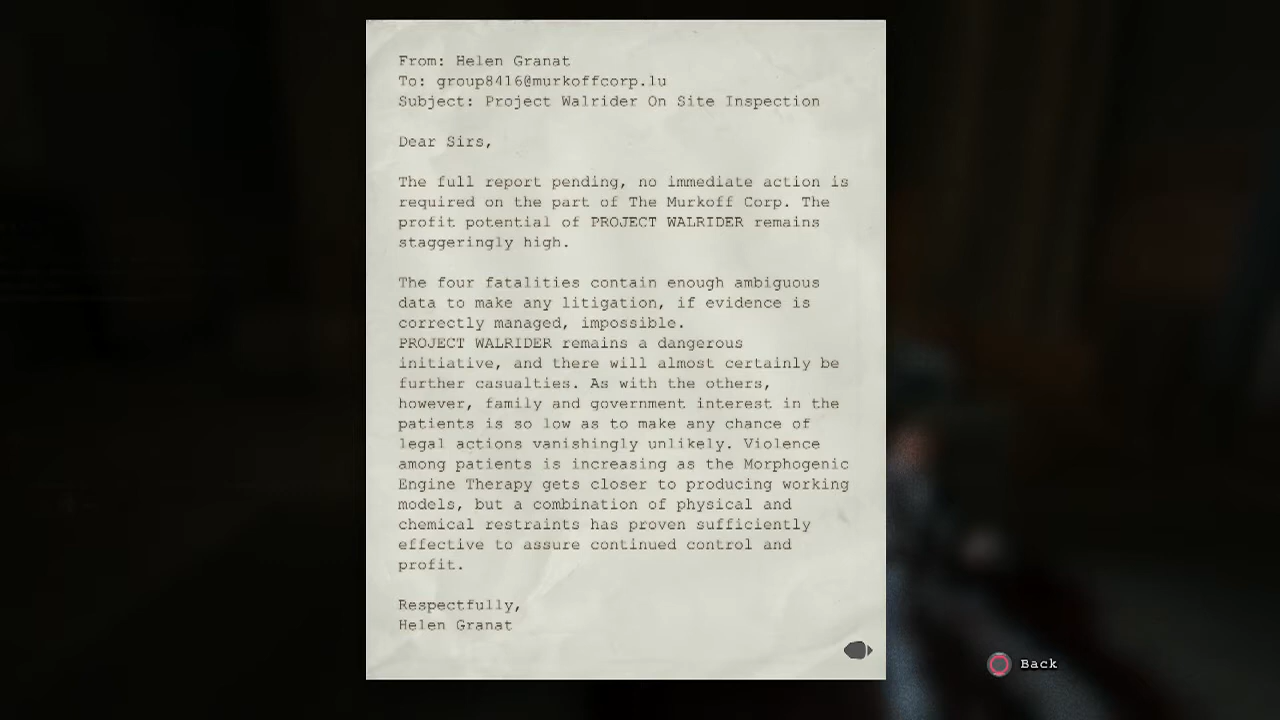 From: Helen Granat
To: group8416@murkoffcorp.lu
Subject: Project Walrider On Site Inspection
Dear Sirs,
The full report pending, no immediate action is
required on the part of The Murkoff Corp. The
profit potential of PROJECT WALRIDER remains
staggeringly high.
The four fatalities contain enough ambiguous
data to make any litigation, if evidence is
correctly managed, impossible.
PROJECT WALRIDER remains a dangerous
initiative, and there will almost certainly be
further casualties. As with the others,
however, family and government interest in the
patients is so low as to make any chance of
legal actions vanishingly unlikely. Violence
among patients is increasing as the Morphogenic
Engine Therapy gets closer to producing working
models, but a combination of physical and
chemical restraints has proven sufficiently
effective to assure continued control and
profit.
Respectfully,
Helen Granat
Back